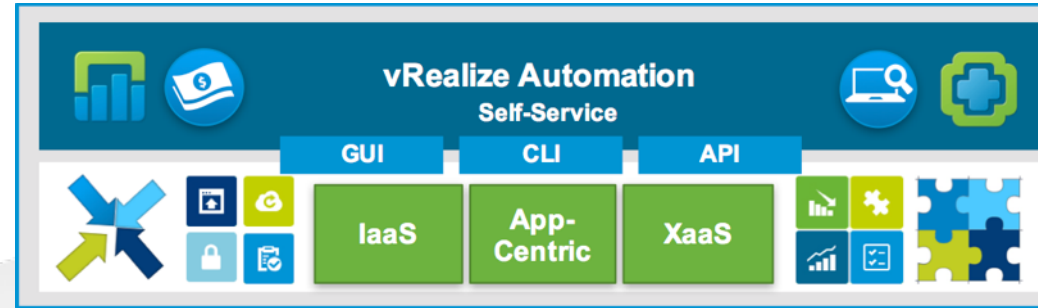 vRealize Automation
Self-Service
GUI CLI API
IaaS
App-
Centric
XaaS